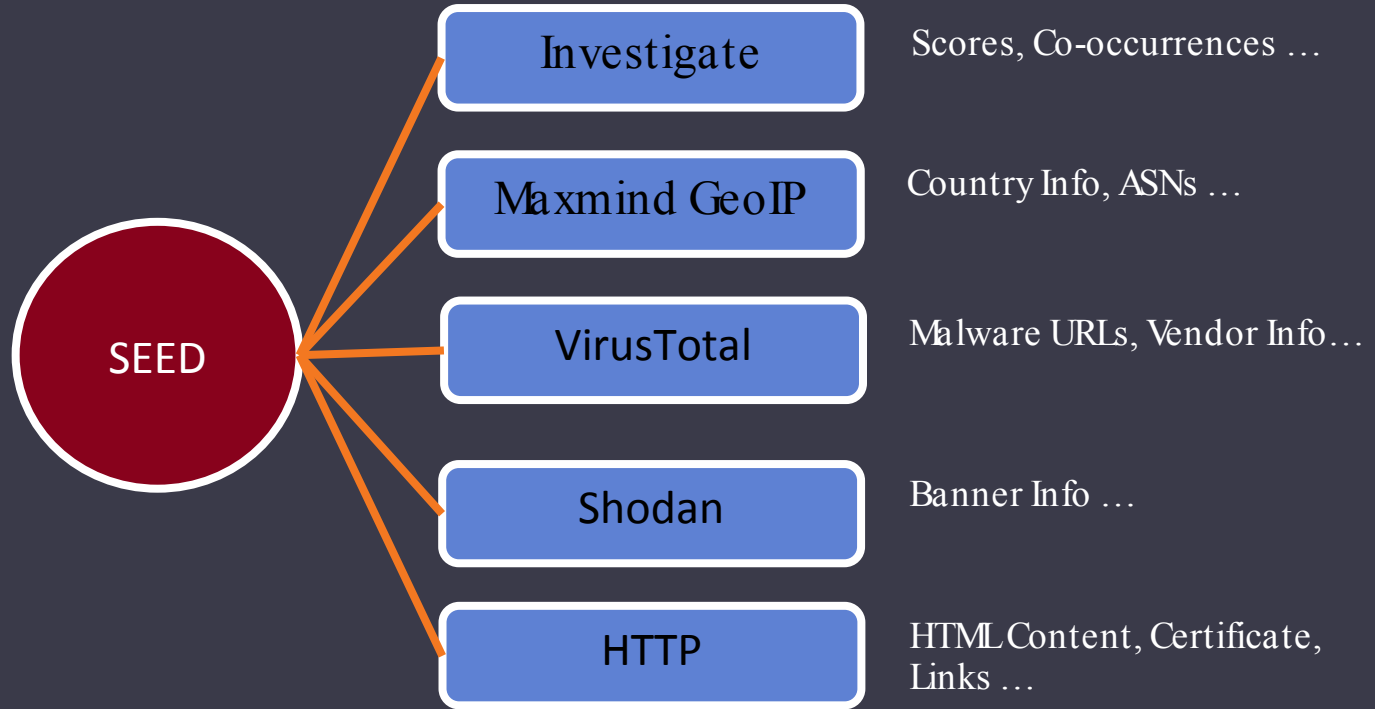 Investigate
Scores, Co-occurrences …
Maxmind GeoIP
Country Info, ASNs …
SEED
VirusTotal
Malware URLs, Vendor Info…
Shodan
Banner Info …
HTTP
HTML Content, Certificate,
Links …